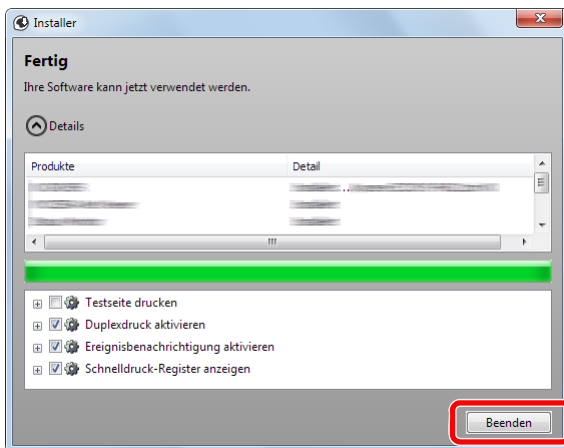 Installer
Fertig
Ihre Software kann jetzt verwendet werden.
Details
Produkte Detail
Testseite drucken
Duplexdruck aktivieren
Ereignisbenachrichtigung aktivieren
Schnelldruck-Register anzeigen
Beenden